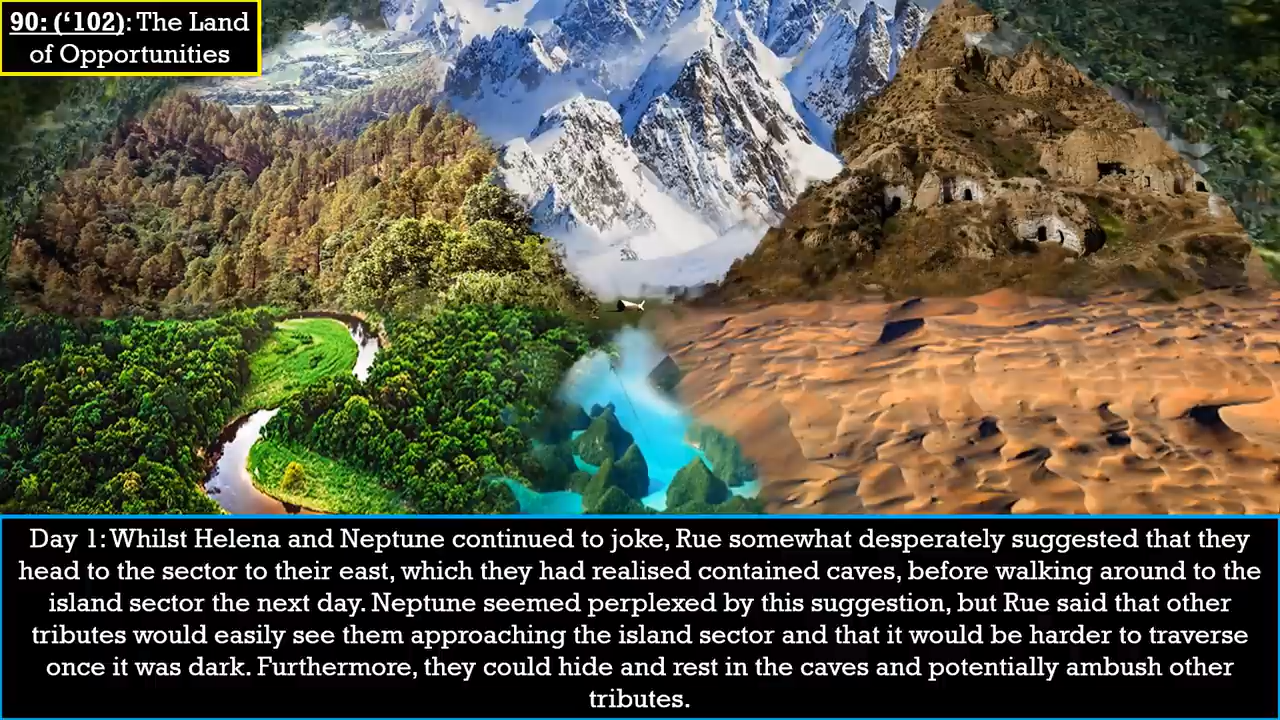 90: (‘102): The Land
of Opportunities
Day 1: Whilst Helena and Neptune continued to joke, Rue somewhat desperately suggested that they
head to the sector to their east, which they had realised contained caves, before walking around to the
island sector the next day. Neptune seemed perplexed by this suggestion, but Rue said that other
tributes would easily see them approaching the island sector and that it would be harder to traverse
once it was dark. Furthermore, they could hide and rest in the caves and potentially ambush other
tributes.